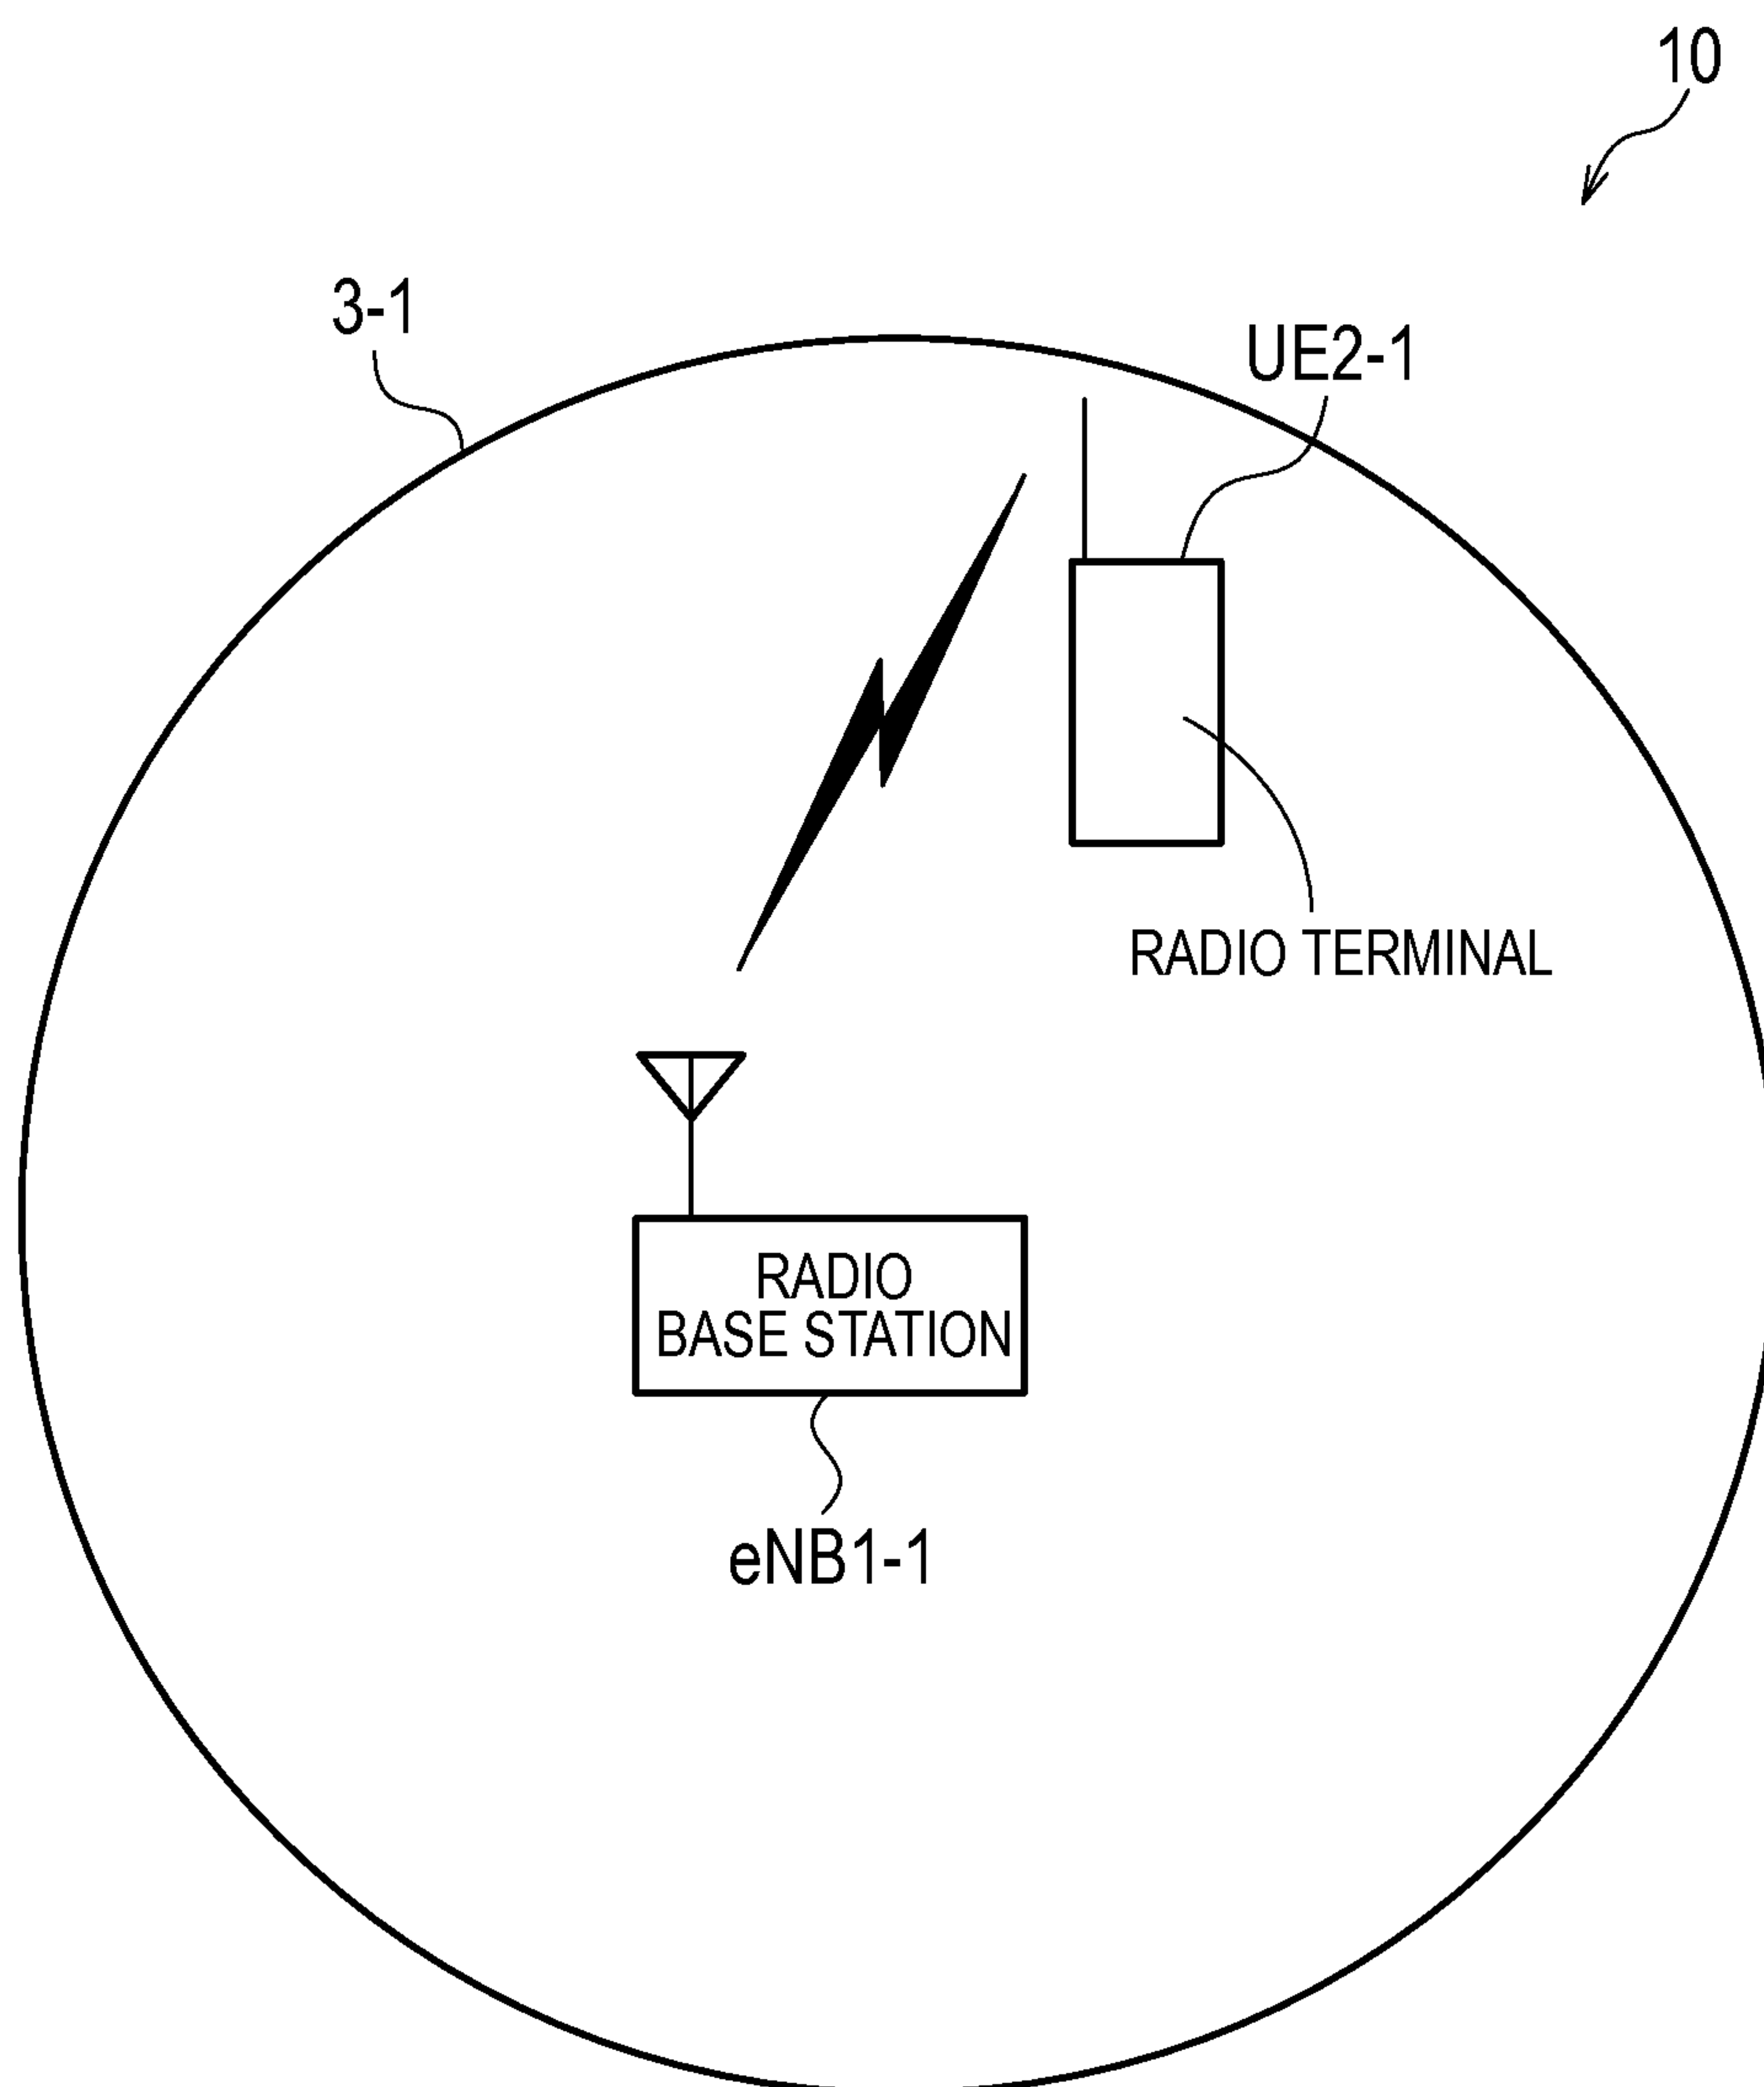 10
3-1
UE2-1
RADIO TERMINAL
RADIO
BASE STATION
eNB1-1